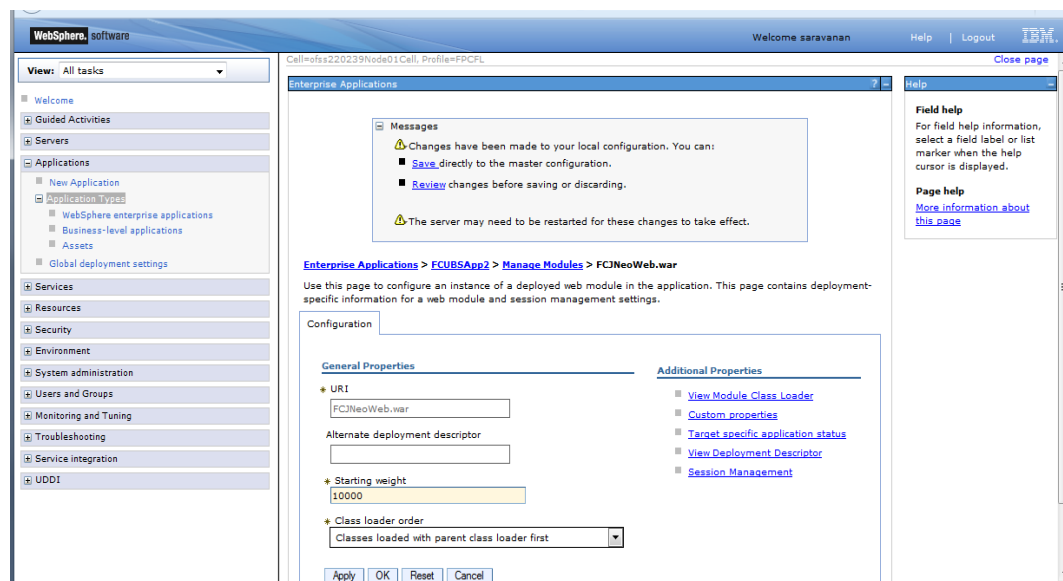 WebSphere. software
Welcome saravanan
Help | Logout
IBM.
View: All tasks
Cell=ofss220239Node01Cell, Profile=FPCFL
Close page
Welcome
Guided Activities
Servers
Applications
New Application
Application Types
WebSphere enterprise applications
Business-level applications
Assets
Global deployment settings
Services
Resources
Security
Environment
System administration
Users and Groups
Monitoring and Tuning
Troubleshooting
Service integration
UDDI
Enterprise Applications
?
Messages
Changes have been made to your local configuration. You can:
Save directly to the master configuration.
Review changes before saving or discarding.
The server may need to be restarted for these changes to take effect.
Enterprise Applications > FCUBSApp2 > Manage Modules > FCJNeoWeb.war
Use this page to configure an instance of a deployed web module in the application. This page contains deployment-
specific information for a web module and session management settings.
Configuration
General Properties
* URI
FCJNeoWeb.war
Alternate deployment descriptor
* Starting weight
10000
* Class loader order
Classes loaded with parent class loader first
Apply OK Reset Cancel
Additional Properties
View Module Class Loader
Custom properties
Target specific application status
View Deployment Descriptor
Session Management
Help
Field help
For field help information,
select a field label or list
marker when the help
cursor is displayed.
Page help
More information about
this page